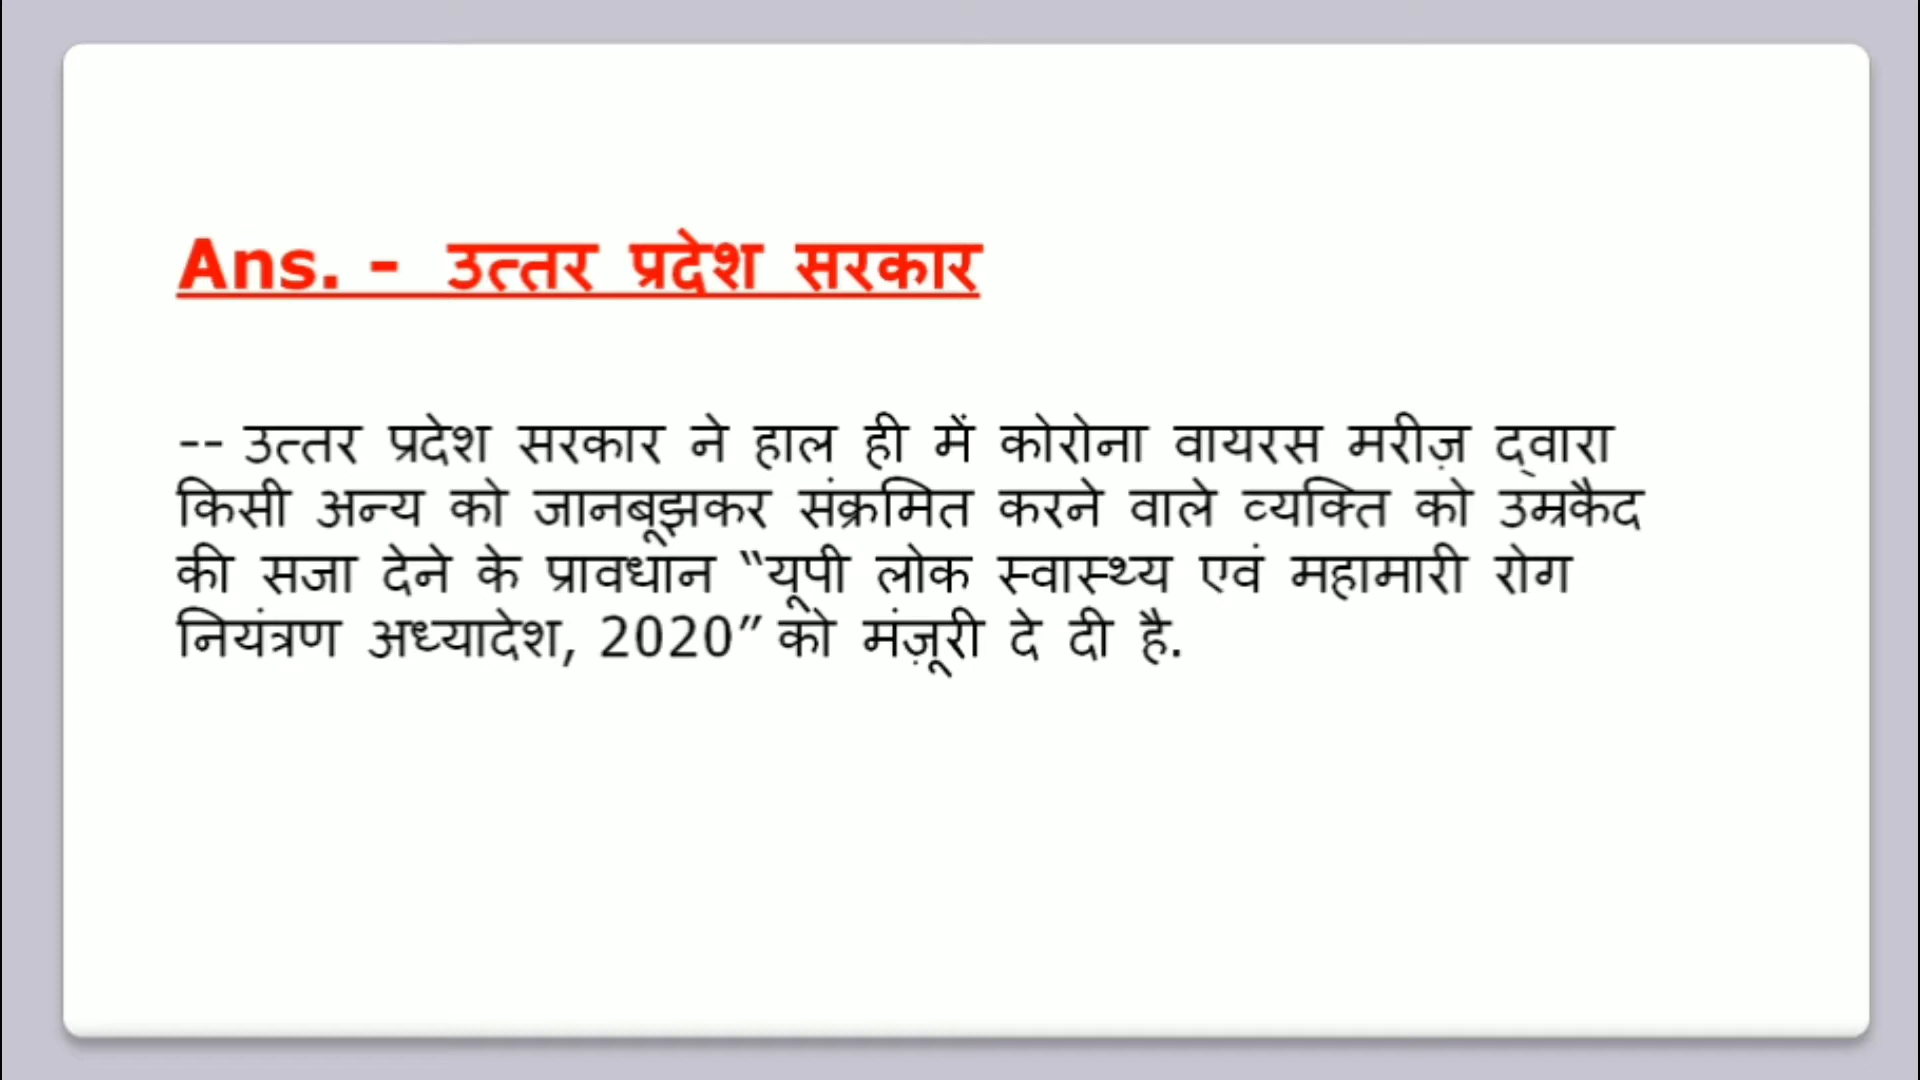 Ans. - उत्तर प्रदेश सरकार
-- उत्तर प्रदेश सरकार ने हाल ही में कोरोना वायरस मरीज़ द्वारा
किसी अन्य को जानबूझकर संक्रमित करने वाले व्यक्ति को उम्रकैद
की सजा देने के प्रावधान “यूपी लोक स्वास्थ्य एवं महामारी रोग
नियंत्रण अध्यादेश, 2020” को मंज़ूरी दे दी है.